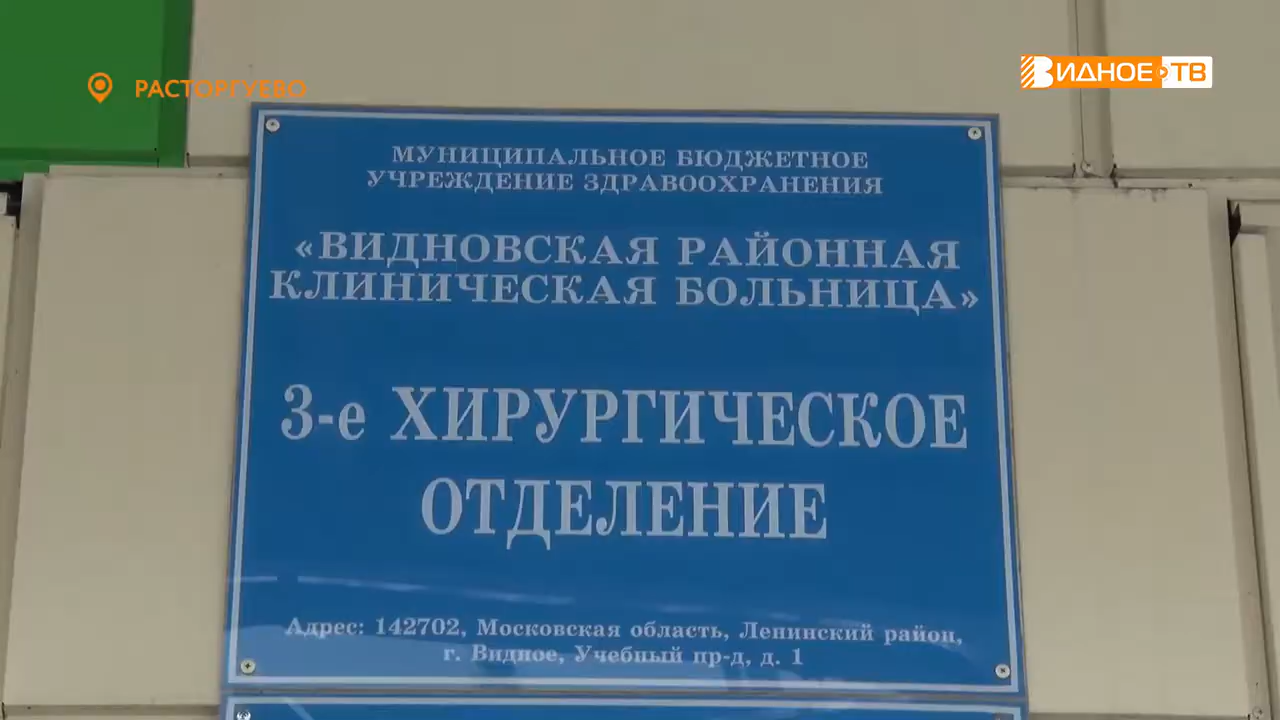 РАСТОРГУЕВО
ВИДНОЕ ТВ
МУНИЦИПАЛЬНОЕ БЮДЖЕТНОЕ
УЧРЕЖДЕНИЕ ЗДРАВООХРАНЕНИЯ
«ВИДНОВСКАЯ РАЙОННАЯ
КЛИНИЧЕСКАЯ БОЛЬНИЦА»
3-е ХИРУРГИЧЕСКОЕ
ОТДЕЛЕНИЕ
Адрес: 142702, Московская область, Ленинский район,
г. Видное, Учебный пр-д, д. 1